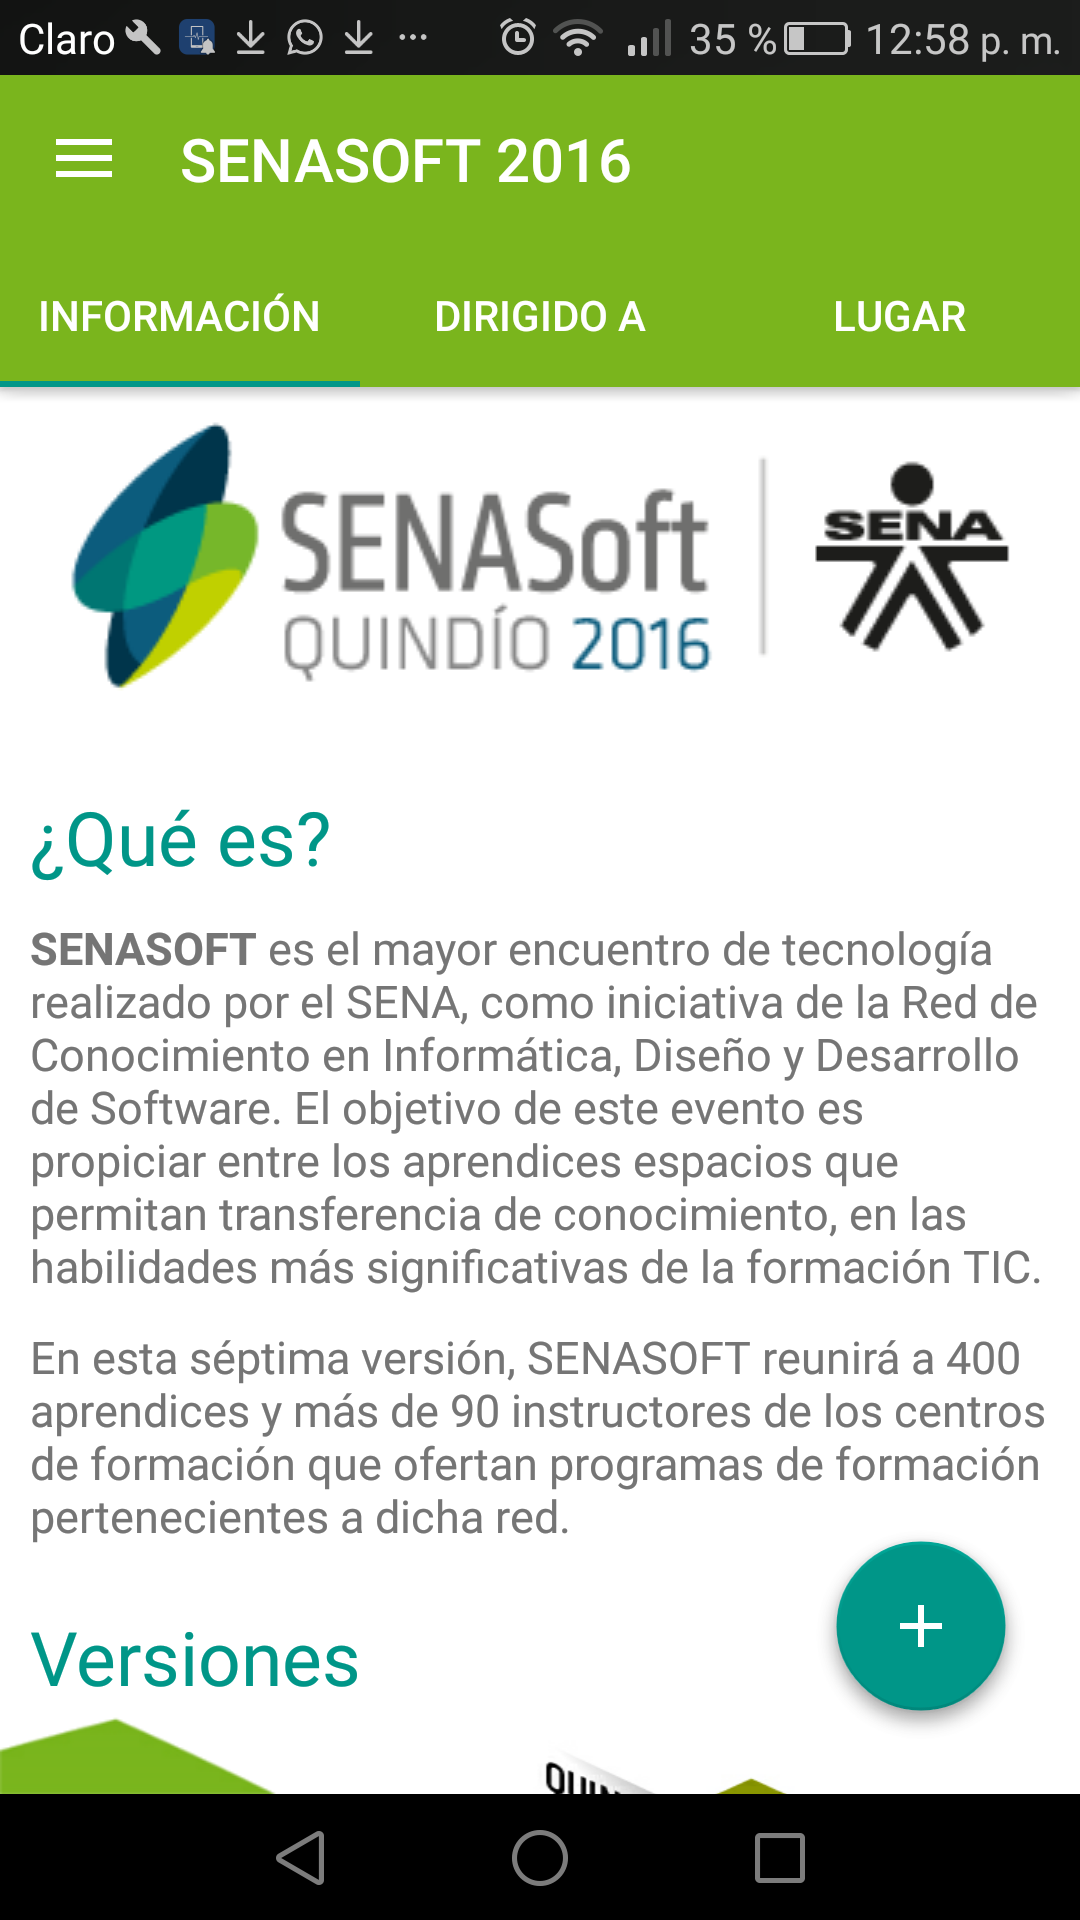 Claro 35 % 12:58 p. m.
SENASOFT 2016
INFORMACIÓN DIRIGIDO A LUGAR
SENASoft
QUINDÍO 2016
SENA
¿Qué es?
SENASOFT es el mayor encuentro de tecnología
realizado por el SENA, como iniciativa de la Red de
Conocimiento en Informática, Diseño y Desarrollo
de Software. El objetivo de este evento es
propiciar entre los aprendices espacios que
permitan transferencia de conocimiento, en las
habilidades más significativas de la formación TIC.
En esta séptima versión, SENASOFT reunirá a 400
aprendices y más de 90 instructores de los centros
de formación que ofertan programas de formación
pertenecientes a dicha red.
Versiones